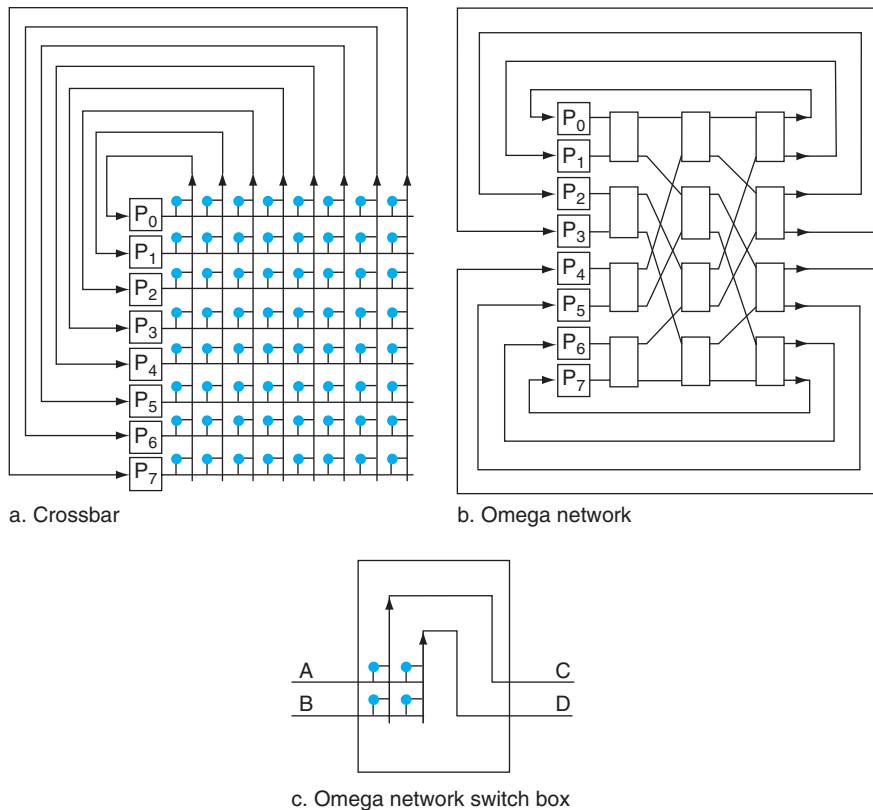 P0
P1
P2
P3
P4
P5
P6
P7
a. Crossbar
P0
P1
P2
P3
P4
P5
P6
P7
b. Omega network
A
B
C
D
c. Omega network switch box